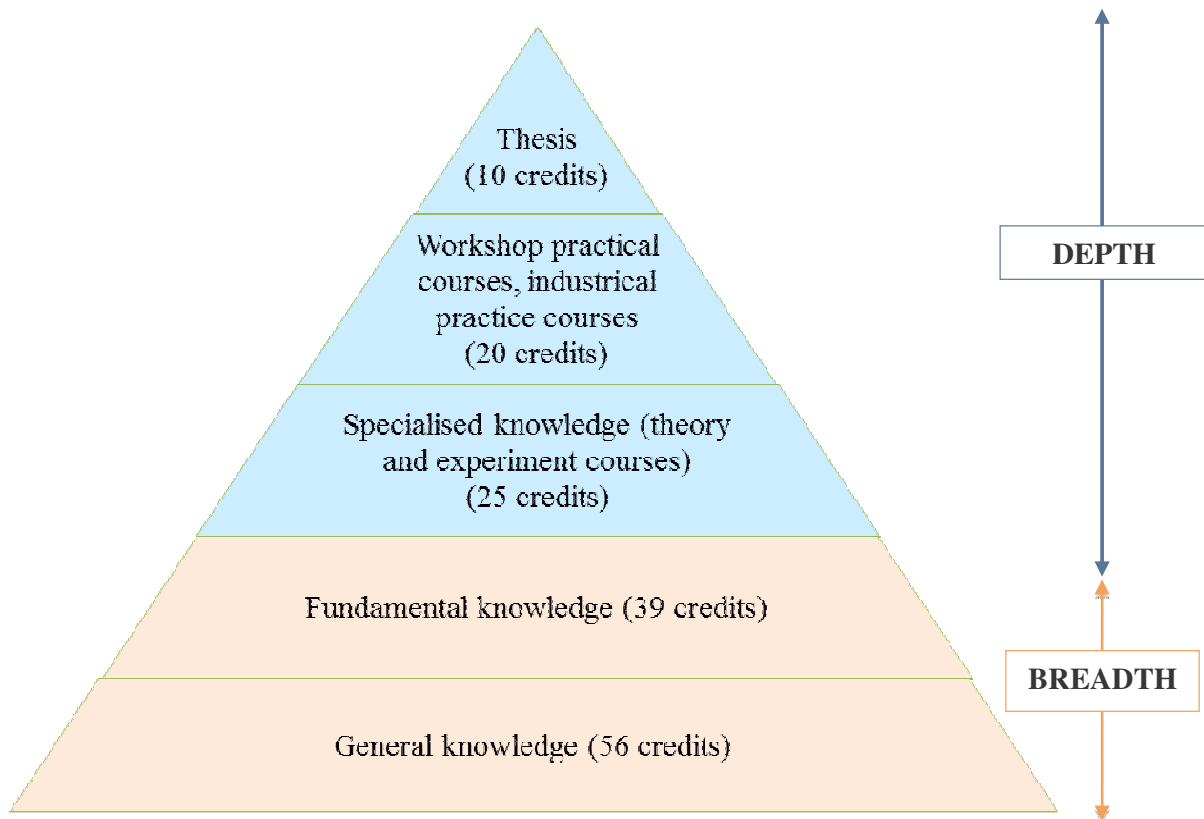 Thesis
(10 credits)
Workshop practical
courses, industrical
practice courses
(20 credits)
Specialised knowledge (theory
and experiment courses)
(25 credits)
Fundamental knowledge (39 credits)
General knowledge (56 credits)
DEPTH
BREADTH